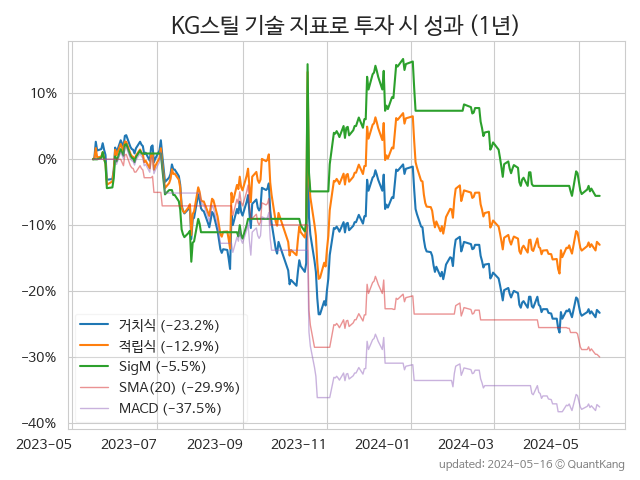 KG스틸 기술 지표로 투자 시 성과 (1년)
10%
0%
−10%
−20%
−30%
−40%
거치식 (−23.2%)
적립식 (−12.9%)
SigM (−5.5%)
SMA(20) (−29.9%)
MACD (−37.5%)
2023-05 2023-07 2023-09 2023-11 2024-01 2024-03 2024-05
updated: 2024-05-16 © QuantKang